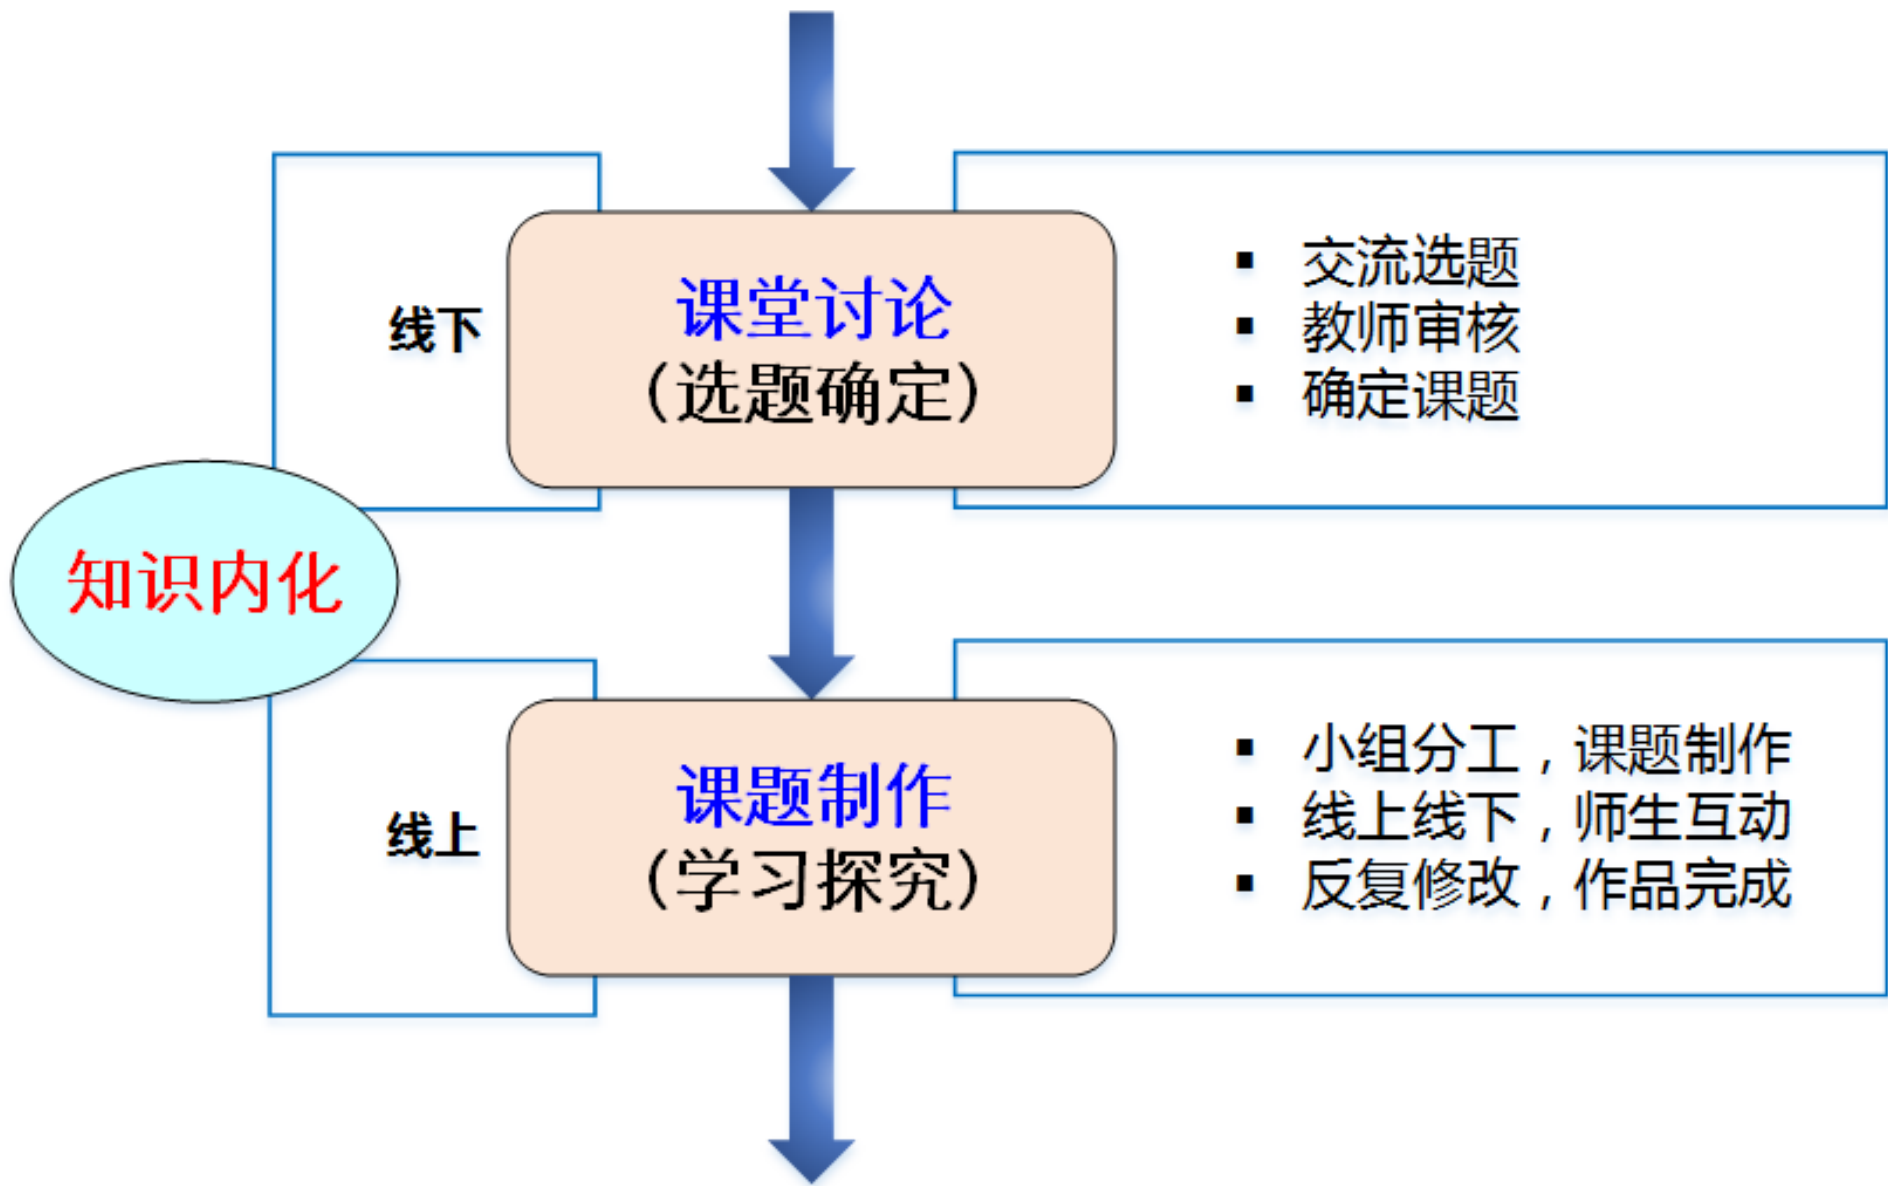 线下
课堂讨论
（选题确定）
▪ 交流选题
▪ 教师审核
▪ 确定课题
知识内化
线上
课题制作
（学习探究）
▪ 小组分工，课题制作
▪ 线上线下，师生互动
▪ 反复修改，作品完成